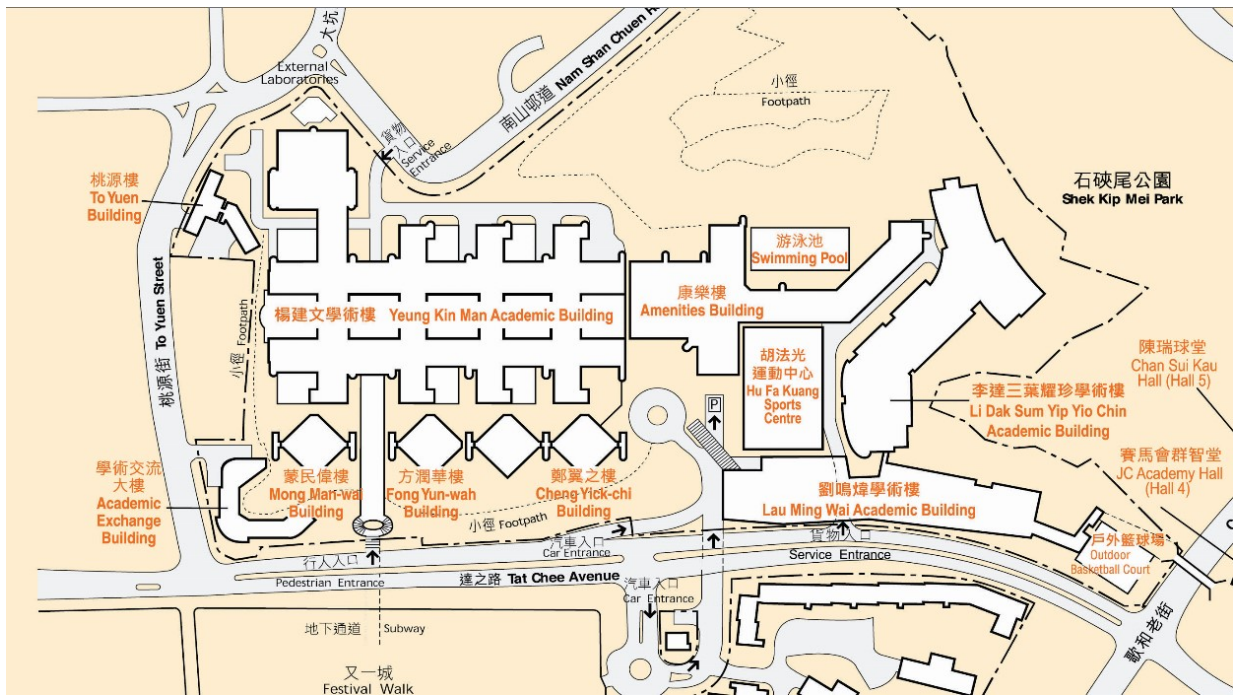 大坑
External
Laboratories
南山邨道 Nam Shan Chuen R
小徑
Footpath
貨物
入口
Service
Entrance
石硤尾公園
Shek Kip Mei Park
桃源樓
To Yuen
Building
游泳池
Swimming Pool
康樂樓
Amenities Building
楊建文學術樓 Yeung Kin Man Academic Building
桃源街 To Yuen Street
小徑 Footpath
胡法光
運動中心
Hu Fa Kuang
Sports
Centre
陳瑞球堂
Chan Sui Kau
Hall (Hall 5)
李達三葉耀珍學術樓
Li Dak Sum Yip Yio Chin
Academic Building
P
學術交流
大樓
Academic
Exchange
Building
蒙民偉樓
Mong Man-wai
Building
方潤華樓
Fong Yun-wah
Building
鄭翼之樓
Cheng Yick-chi
Building
賽馬會群智堂
JC Academy Hall
(Hall 4)
劉鳴煒學術樓
Lau Ming Wai Academic Building
小徑 Footpath
戶外籃球場
Outdoor
Basketball Court
行人入口
Pedestrian Entrance
汽車入口
Car Entrance
貨物入口
Service Entrance
達之路 Tat Chee Avenue
汽車入口
Car Entrance
地下通道 Subway
歌和老街
又一城
Festival Walk